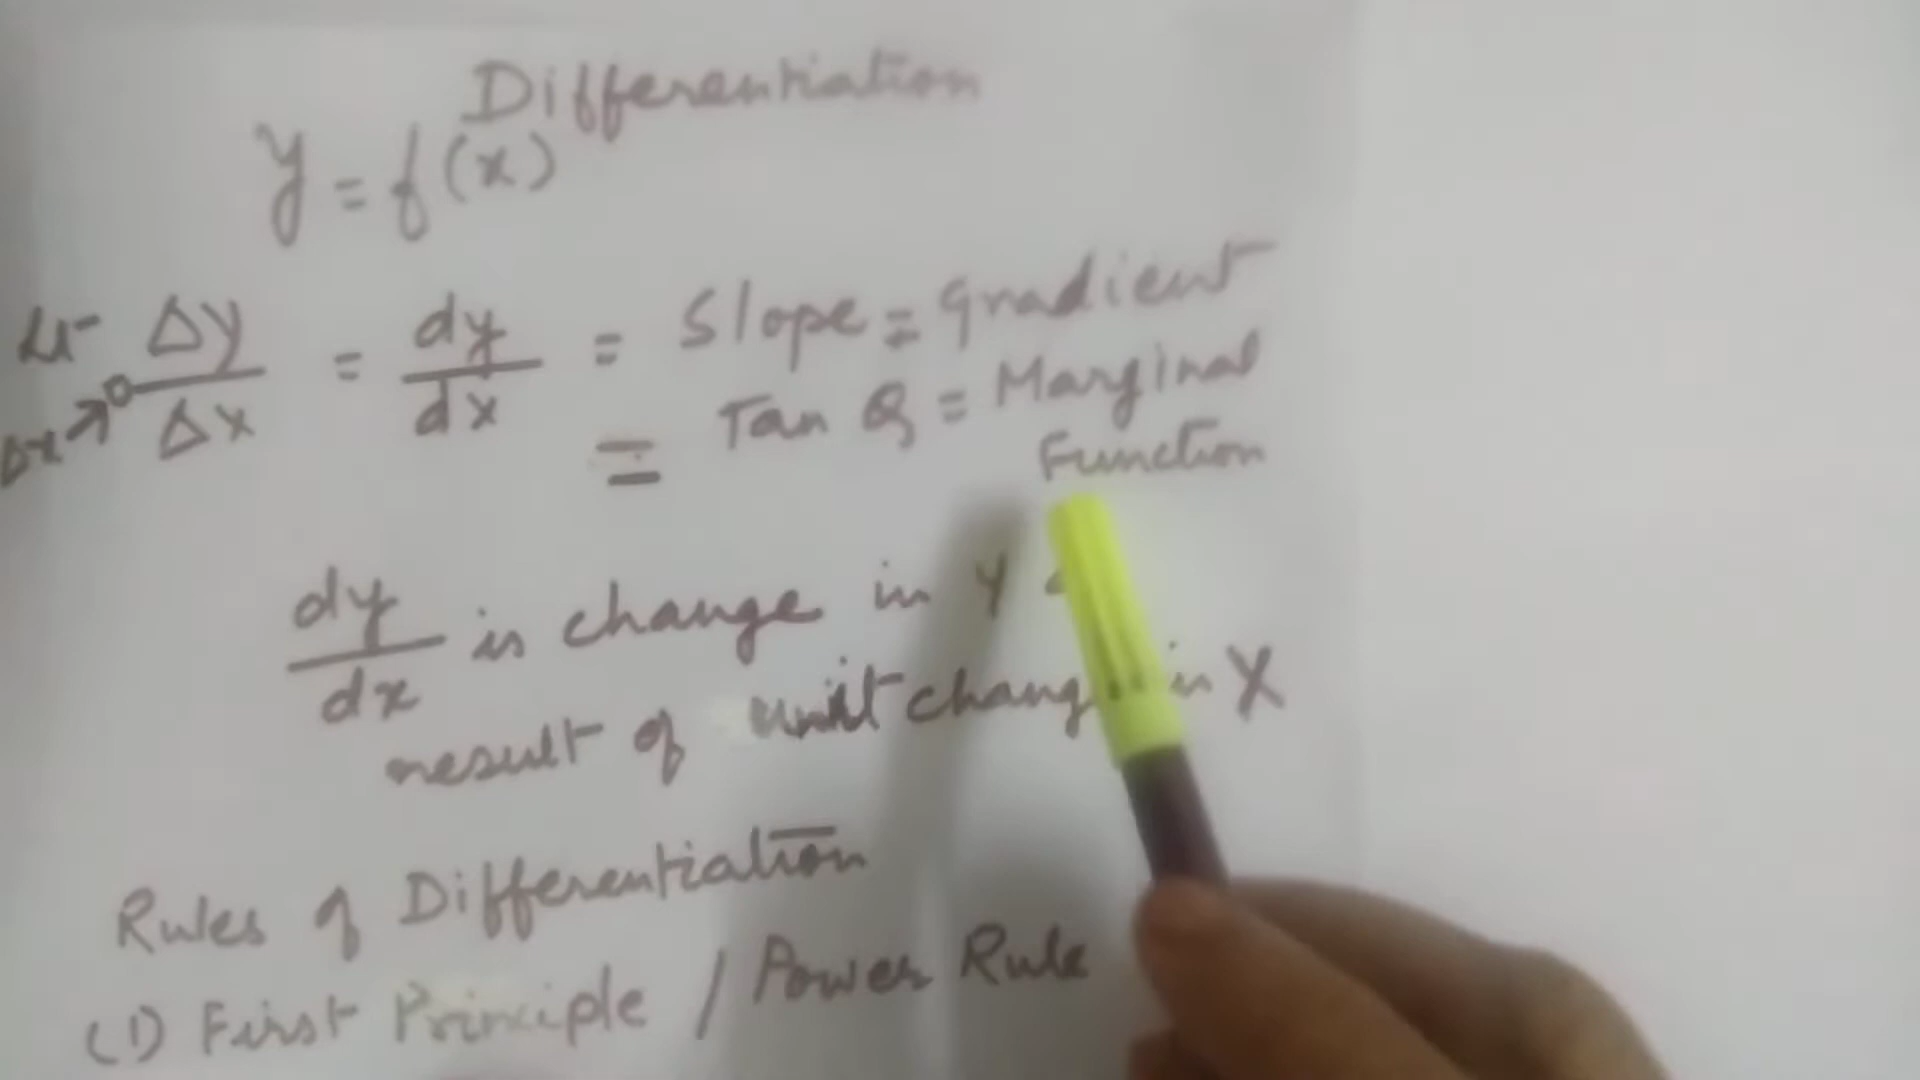 Differentiation
y = f(x)
Lt Δx→0 Δy/Δx = dy/dx = Slope = gradient
= Tan Q = Marginal
Function
dy/dx is change in Y
result of unit change in X
Rules of Differentiation
(1) First Principle / Power Rule